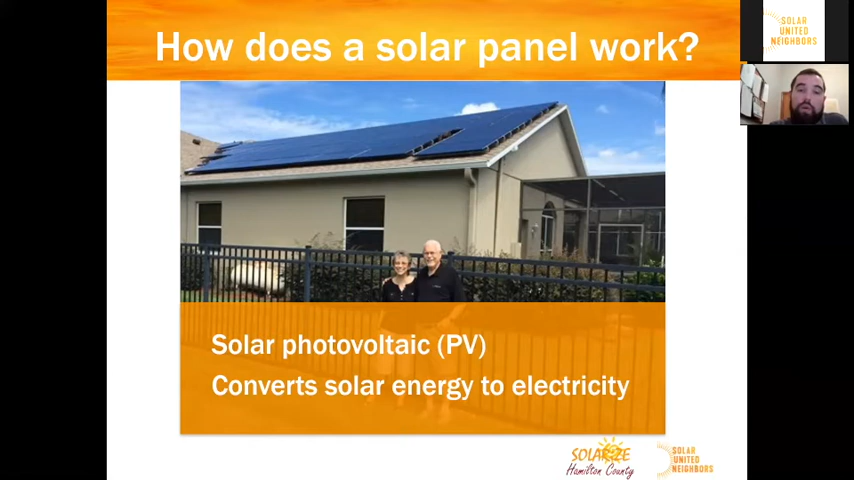 How does a solar panel work?
SOLAR
UNITED
NEIGHBORS
Solar photovoltaic (PV)
Converts solar energy to electricity
SOLARIZE
Hamilton County
SOLAR
UNITED
NEIGHBORS